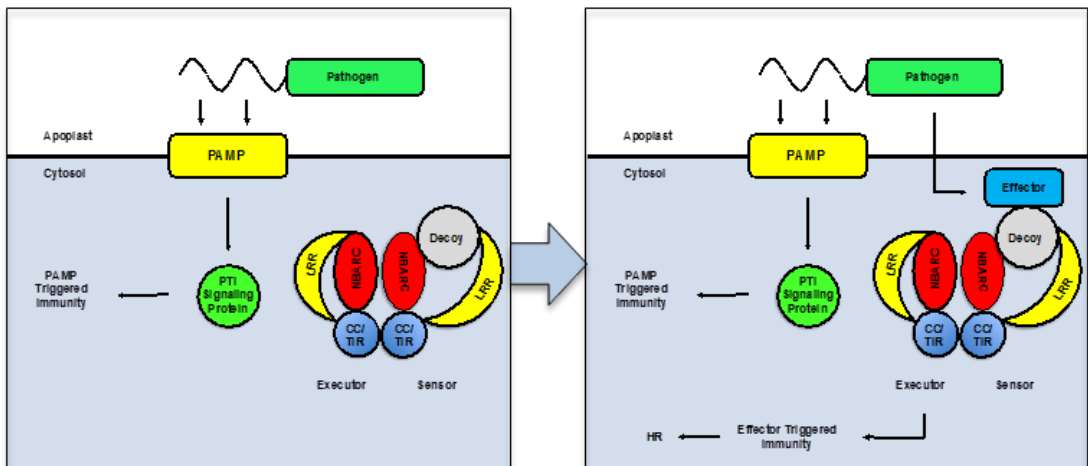 Pathogen
Apoplast
PAMP
Cytosol
LRR
NBARC
NBARC
Decoy
LRR
PAMP
Triggered
Immunity
PTI
Signaling
Protein
CC/
TIR
CC/
TIR
Executor
Sensor
Pathogen
Apoplast
PAMP
Cytosol
Effector
LRR
NBARC
NBARC
Decoy
LRR
PAMP
Triggered
Immunity
PTI
Signaling
Protein
CC/
TIR
CC/
TIR
Executor
Sensor
HR
Effector Triggered
Immunity